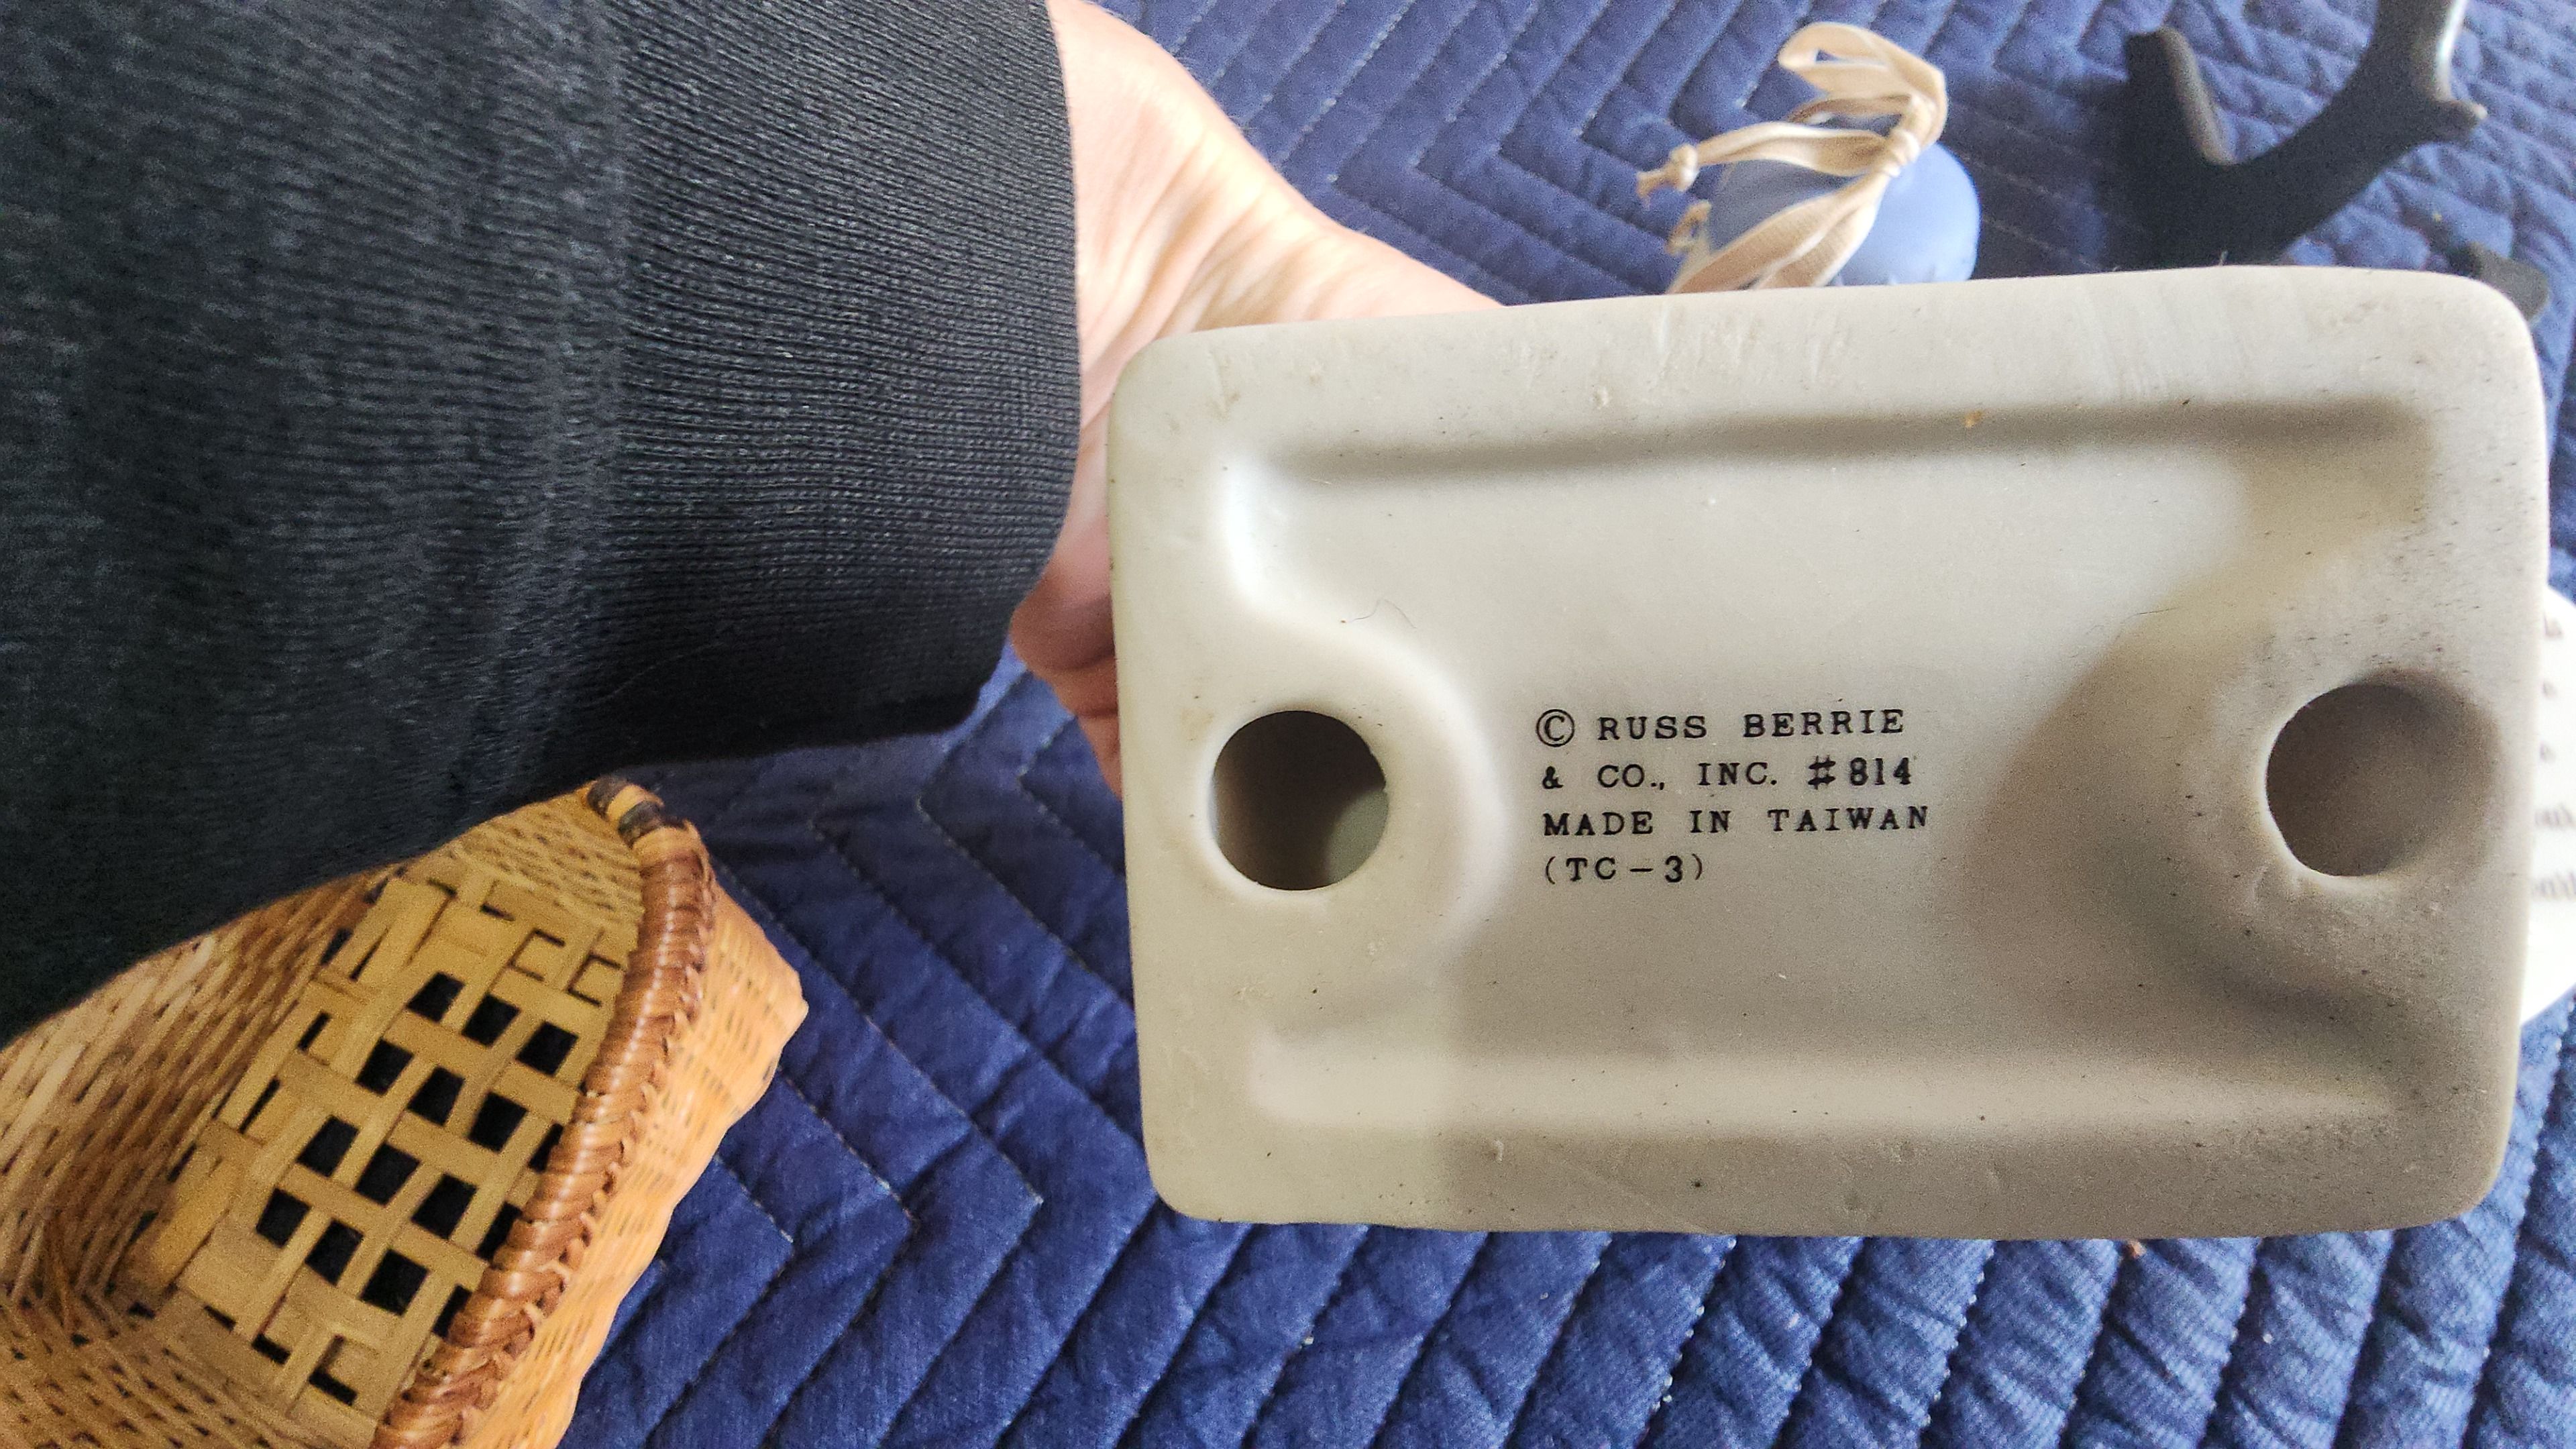 © RUSS BERRIE
& CO., INC. #814
MADE IN TAIWAN
(TC-3)